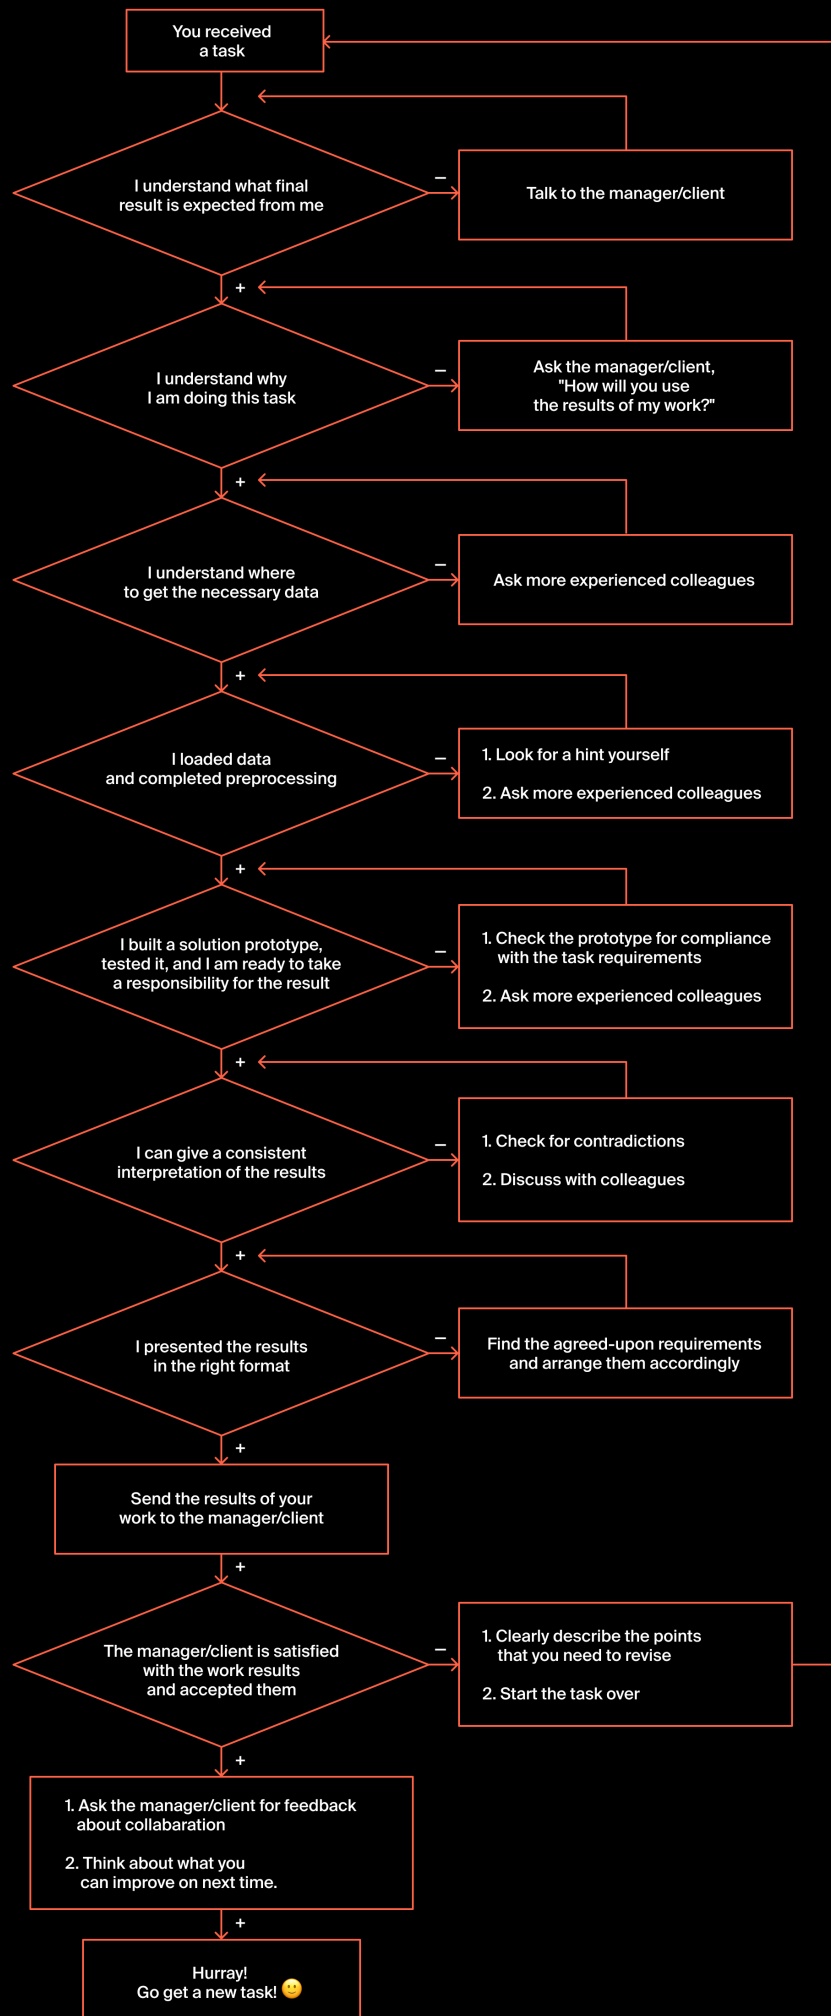 You received
a task
I understand what final
result is expected from me
–
Talk to the manager/client
+
I understand why
I am doing this task
–
Ask the manager/client,
"How will you use
the results of my work?"
+
I understand where
to get the necessary data
–
Ask more experienced colleagues
+
I loaded data
and completed preprocessing
–
1. Look for a hint yourself
2. Ask more experienced colleagues
+
I built a solution prototype,
tested it, and I am ready to take
a responsibility for the result
–
1. Check the prototype for compliance
with the task requirements
2. Ask more experienced colleagues
+
I can give a consistent
interpretation of the results
–
1. Check for contradictions
2. Discuss with colleagues
+
I presented the results
in the right format
–
Find the agreed-upon requirements
and arrange them accordingly
+
Send the results of your
work to the manager/client
+
The manager/client is satisfied
with the work results
and accepted them
–
1. Clearly describe the points
that you need to revise
2. Start the task over
+
1. Ask the manager/client for feedback
about collabaration
2. Think about what you
can improve on next time.
+
Hurray!
Go get a new task! 🙂